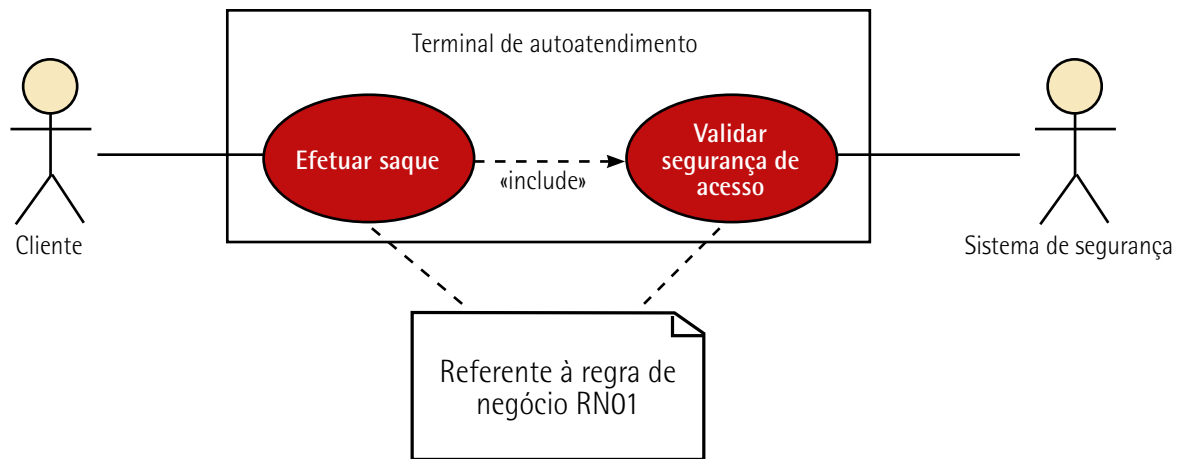 Terminal de autoatendimento
Efetuar saque
«include»
Validar
segurança de
acesso
Cliente
Sistema de segurança
Referente à regra de
negócio RN01